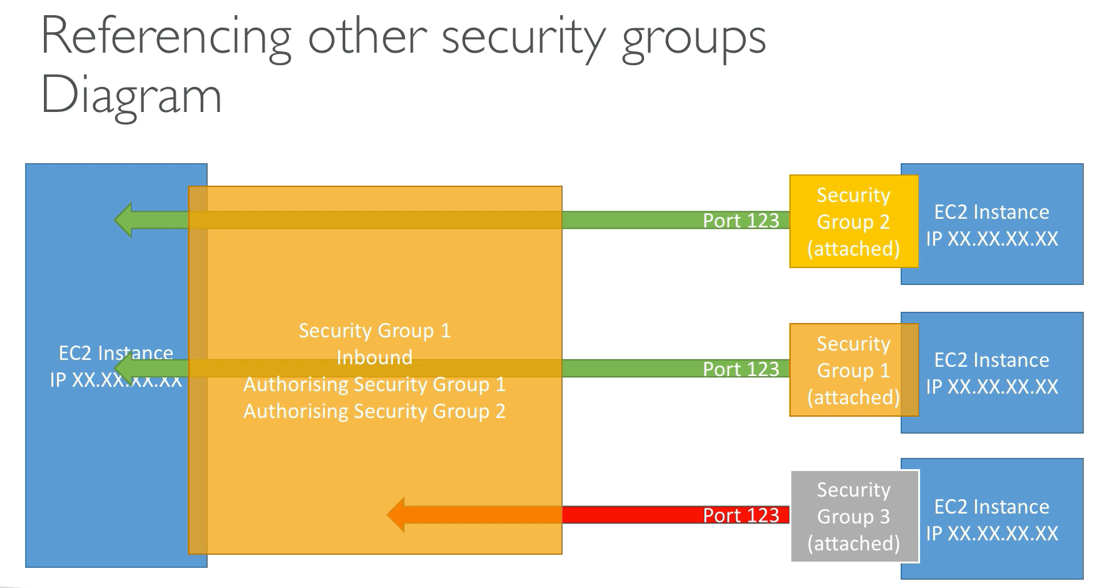 Referencing other security groups
Diagram
EC2 Instance
IP XX.XX.XX.XX
Security Group 1
Inbound
Authorising Security Group 1
Authorising Security Group 2
Port 123
Security
Group 2
(attached)
EC2 Instance
IP XX.XX.XX.XX
Port 123
Security
Group 1
(attached)
EC2 Instance
IP XX.XX.XX.XX
Port 123
Security
Group 3
(attached)
EC2 Instance
IP XX.XX.XX.XX